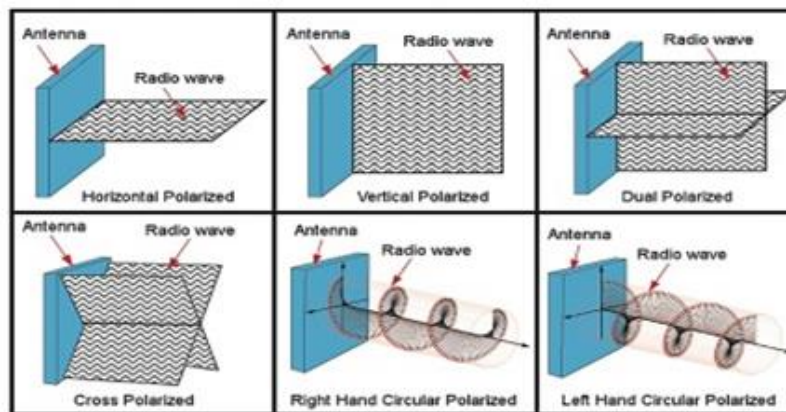 Antenna
Radio wave
Horizontal Polarized
Antenna
Radio wave
Vertical Polarized
Antenna
Radio wave
Dual Polarized
Antenna
Radio wave
Cross Polarized
Antenna
Radio wave
Right Hand Circular Polarized
Antenna
Radio wave
Left Hand Circular Polarized